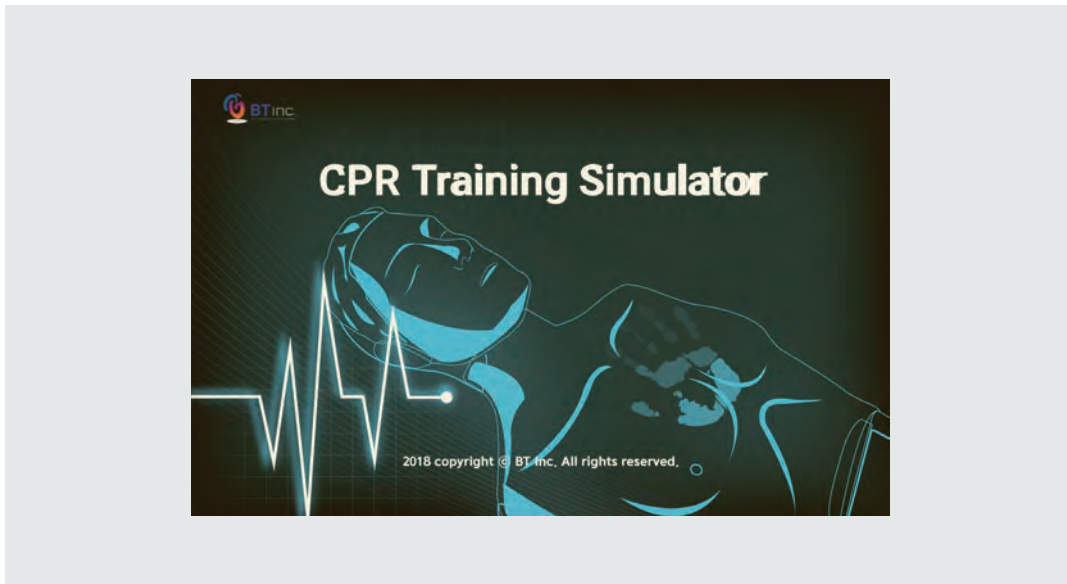 BT inc
CPR Training Simulator
2018 copyright ⓒ BT Inc. All rights reserved.